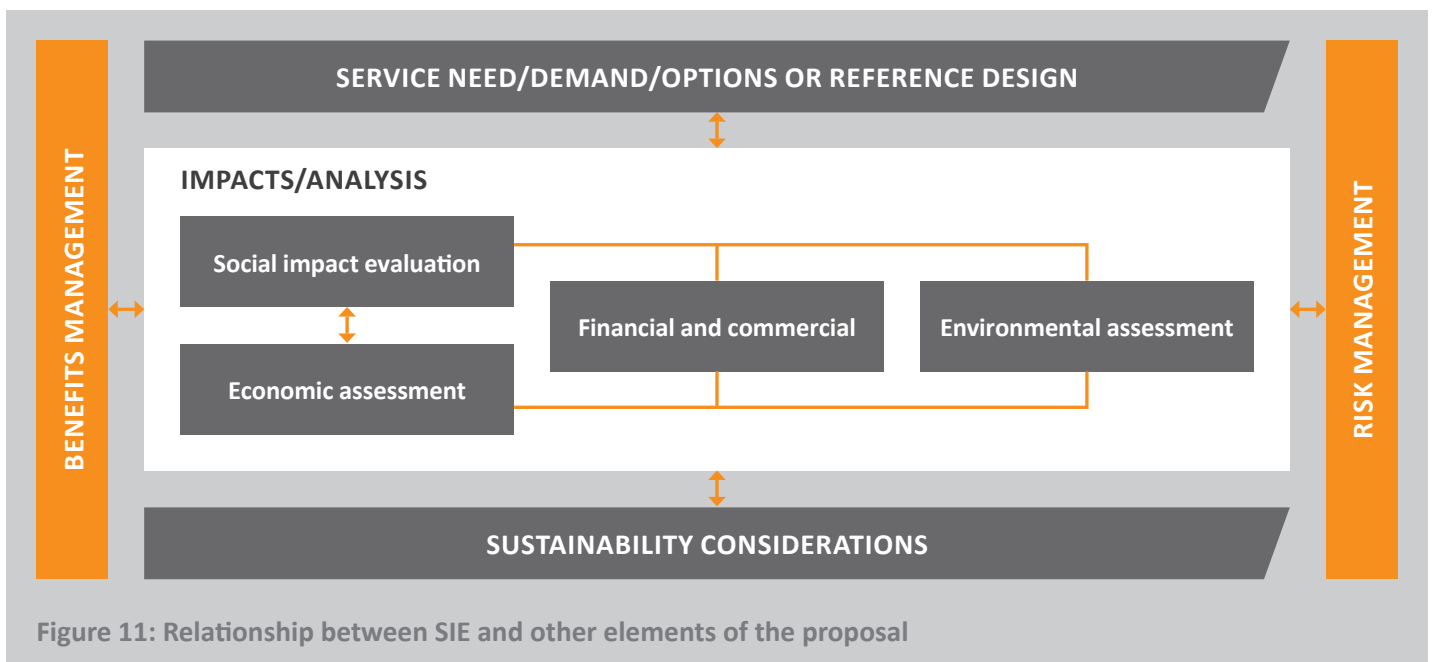 BENEFITS MANAGEMENT
SERVICE NEED/DEMAND/OPTIONS OR REFERENCE DESIGN
IMPACTS/ANALYSIS
Social impact evaluation
Economic assessment
Financial and commercial
Environmental assessment
RISK MANAGEMENT
SUSTAINABILITY CONSIDERATIONS
Figure 11: Relationship between SIE and other elements of the proposal